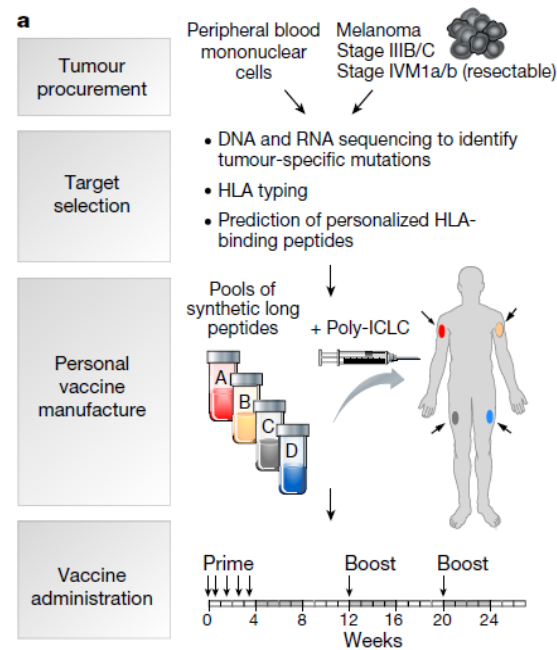 a
Tumour
procurement
Peripheral blood
mononuclear
cells
Melanoma
Stage IIIB/C
Stage IVM1a/b (resectable)
Target
selection
• DNA and RNA sequencing to identify
tumour-specific mutations
• HLA typing
• Prediction of personalized HLA-
binding peptides
Personal
vaccine
manufacture
Pools of
synthetic long
peptides
+ Poly-ICLC
A
B
C
D
Vaccine
administration
Prime
Boost
Boost
0 4 8 12 16 20 24
Weeks